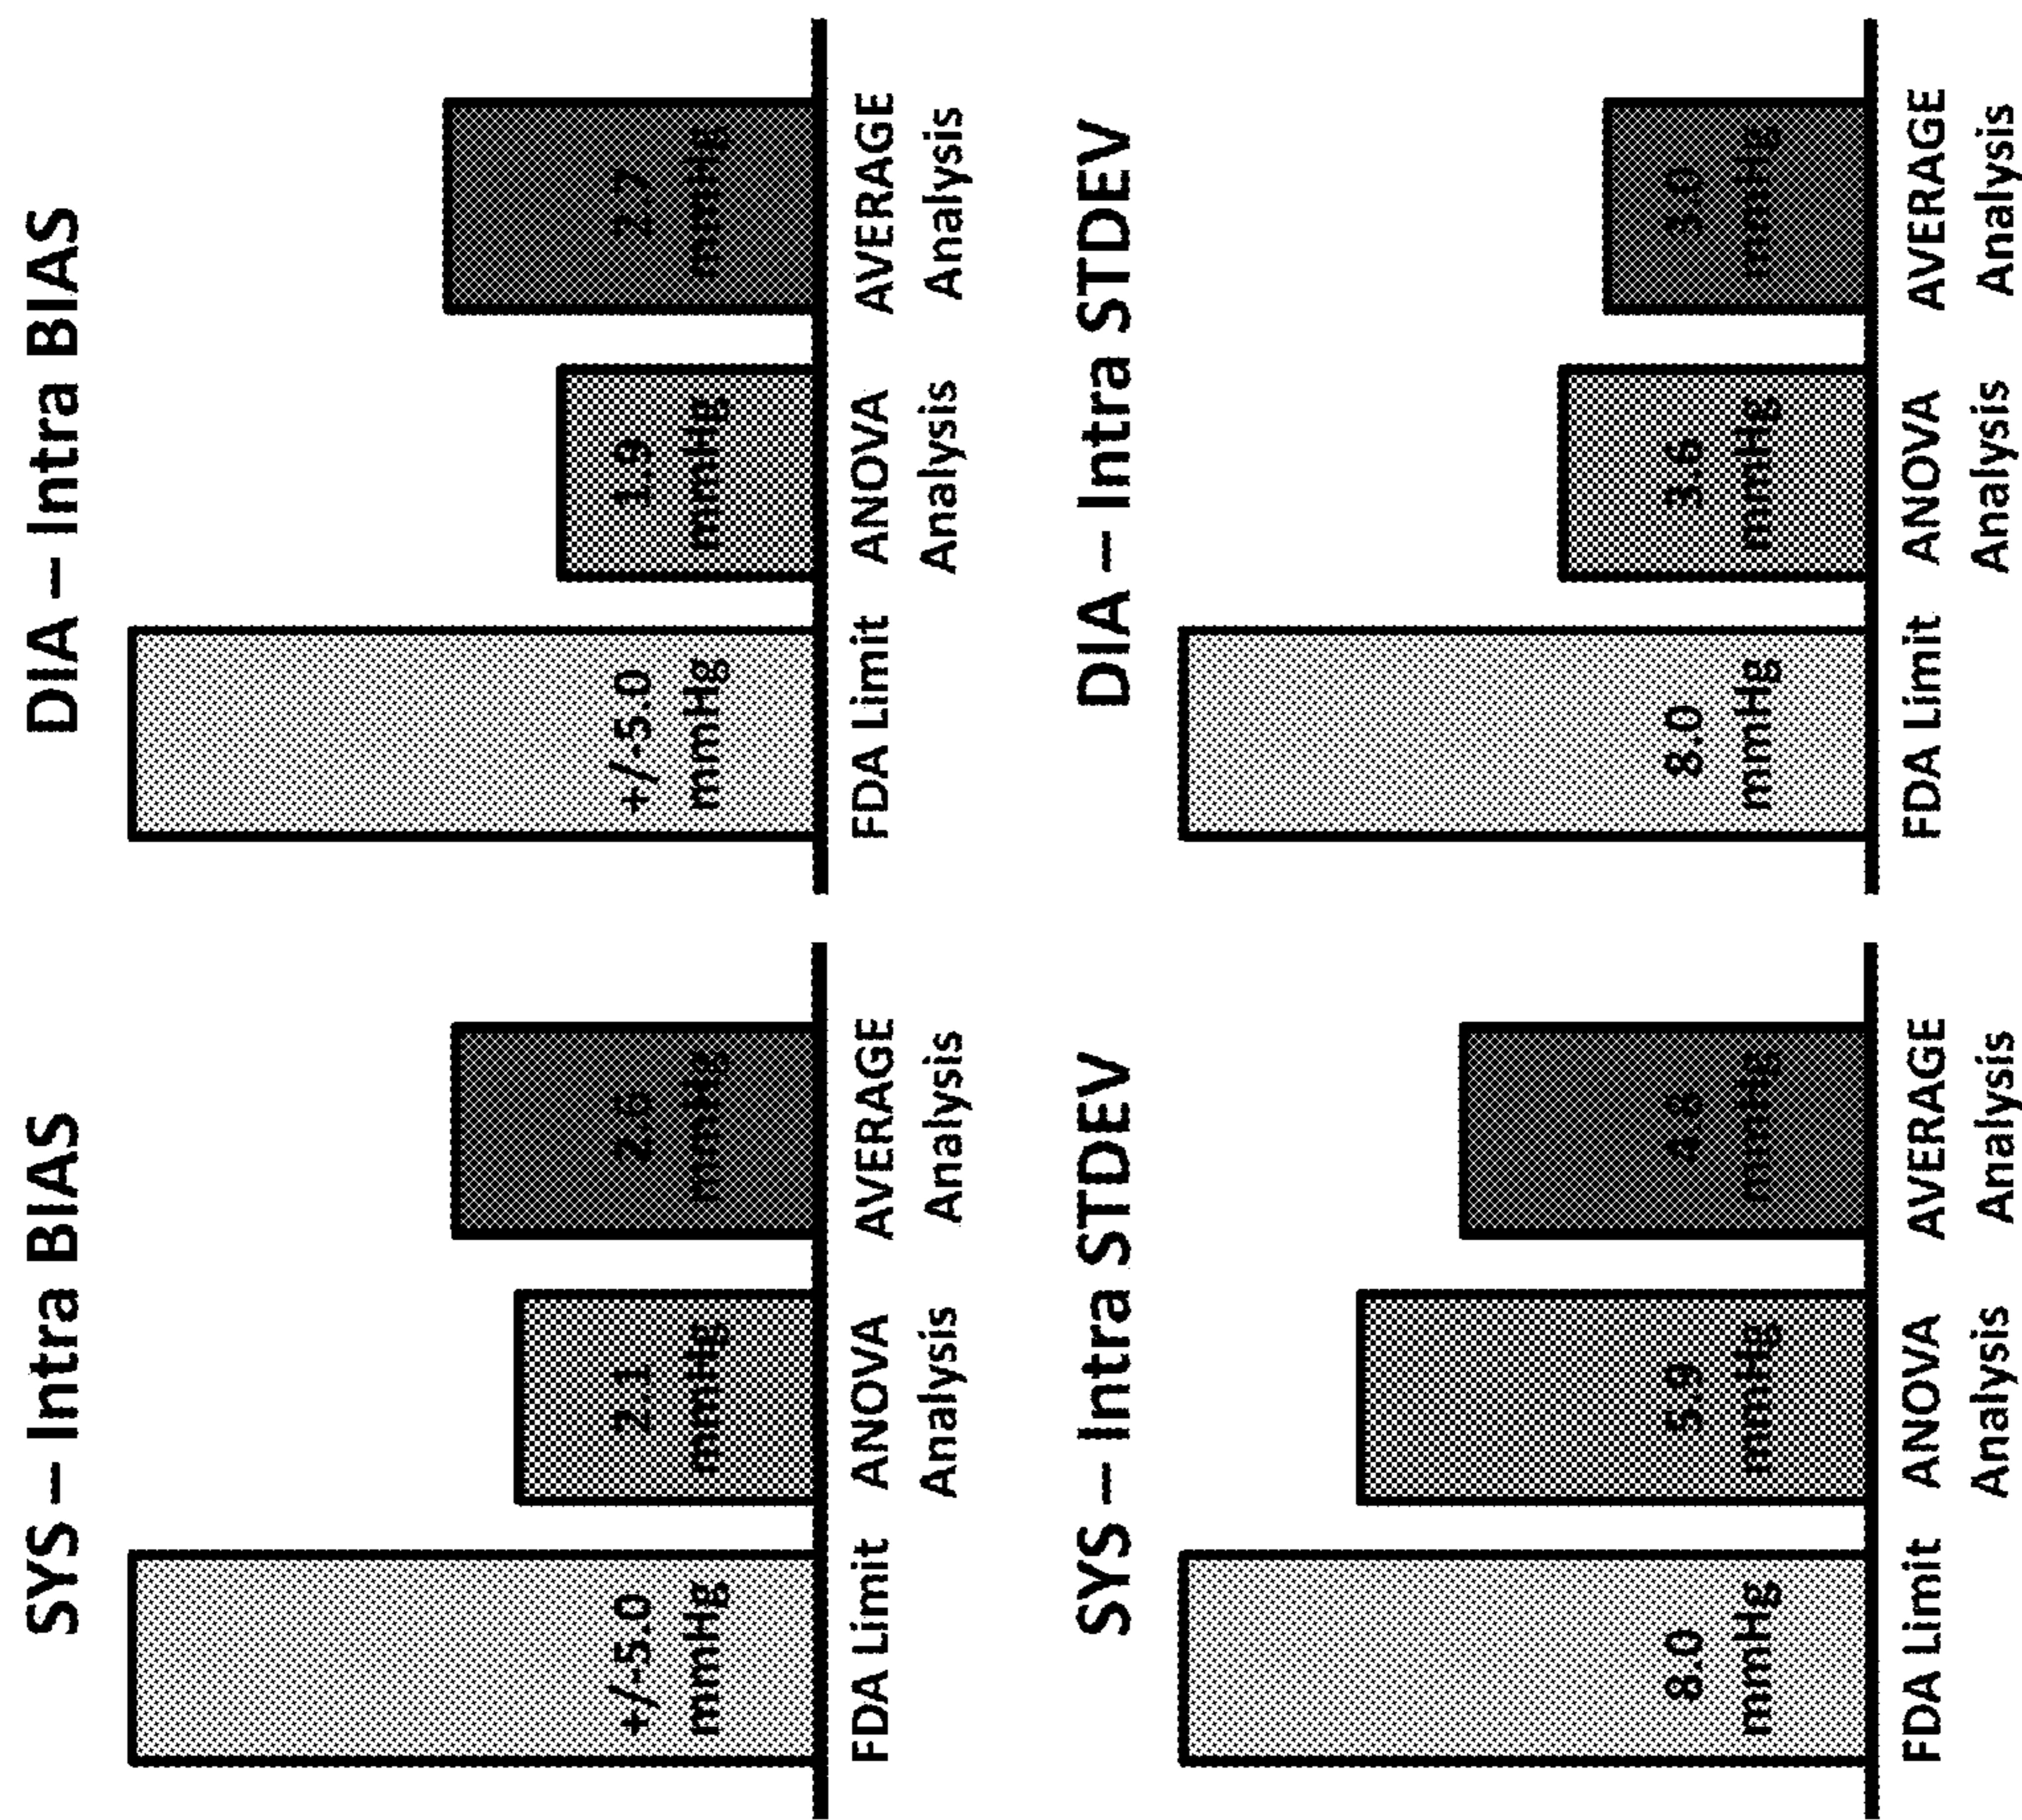 SYS – Intra BIAS
+/-5.0
mmHg
2.1
mmHg
2.6
mmHg
FDA Limit
ANOVA
Analysis
AVERAGE
Analysis
DIA – Intra BIAS
+/-5.0
mmHg
1.9
mmHg
2.7
mmHg
FDA Limit
ANOVA
Analysis
AVERAGE
Analysis
SYS – Intra STDEV
8.0
mmHg
5.9
mmHg
4.8
mmHg
FDA Limit
ANOVA
Analysis
AVERAGE
Analysis
DIA – Intra STDEV
8.0
mmHg
3.6
mmHg
3.0
mmHg
FDA Limit
ANOVA
Analysis
AVERAGE
Analysis